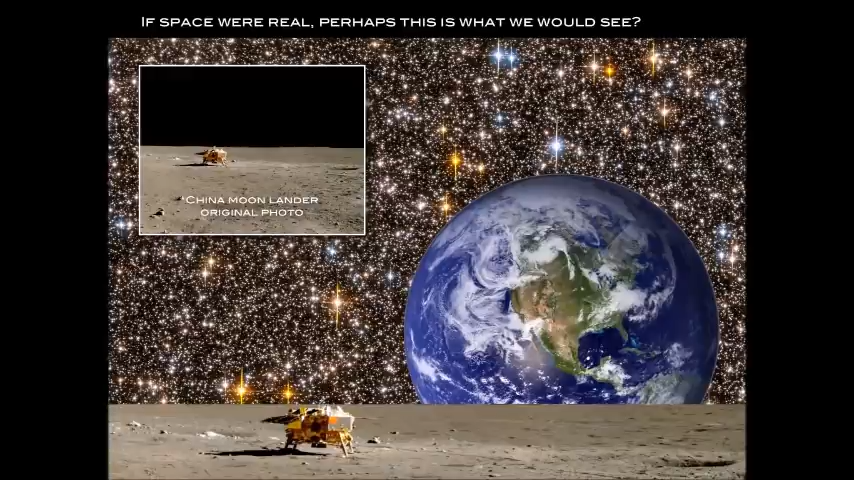 If space were real, perhaps this is what we would see?
*China moon lander
original photo